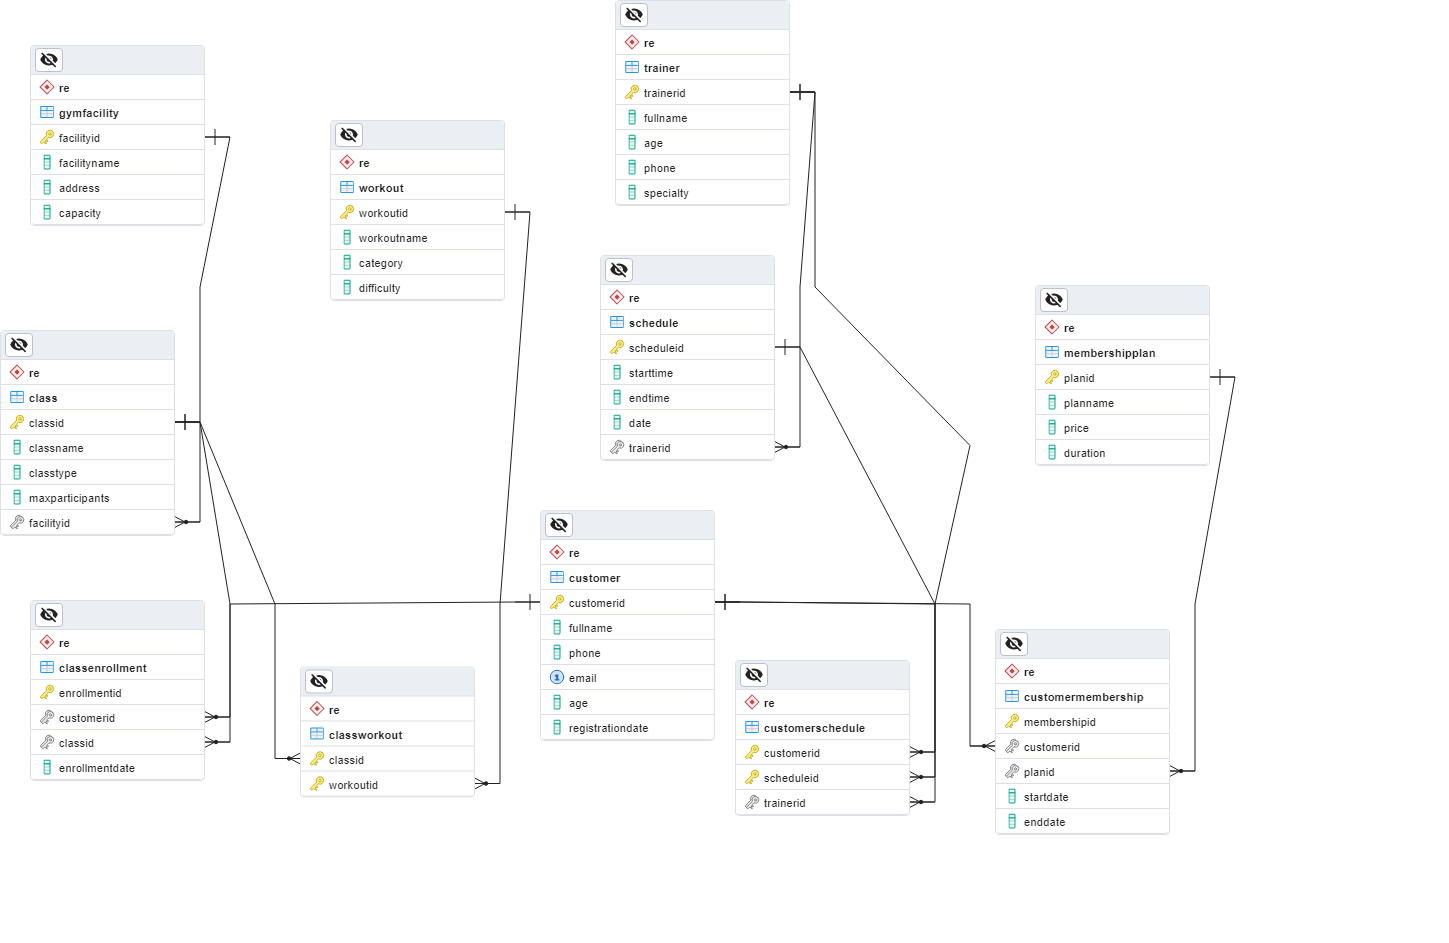 re
trainer
trainerid
fullname
age
phone
specialty
re
gymfacility
facilityid
facilityname
address
capacity
re
workout
workoutid
workoutname
category
difficulty
re
schedule
scheduleid
starttime
endtime
date
trainerid
re
membershipplan
planid
planname
price
duration
re
class
classid
classname
classtype
maxparticipants
facilityid
re
customer
customerid
fullname
phone
1 email
age
registrationdate
re
classenrollment
enrollmentid
customerid
classid
enrollmentdate
re
classworkout
classid
workoutid
re
customerschedule
customerid
scheduleid
trainerid
re
customermembership
membershipid
customerid
planid
startdate
enddate